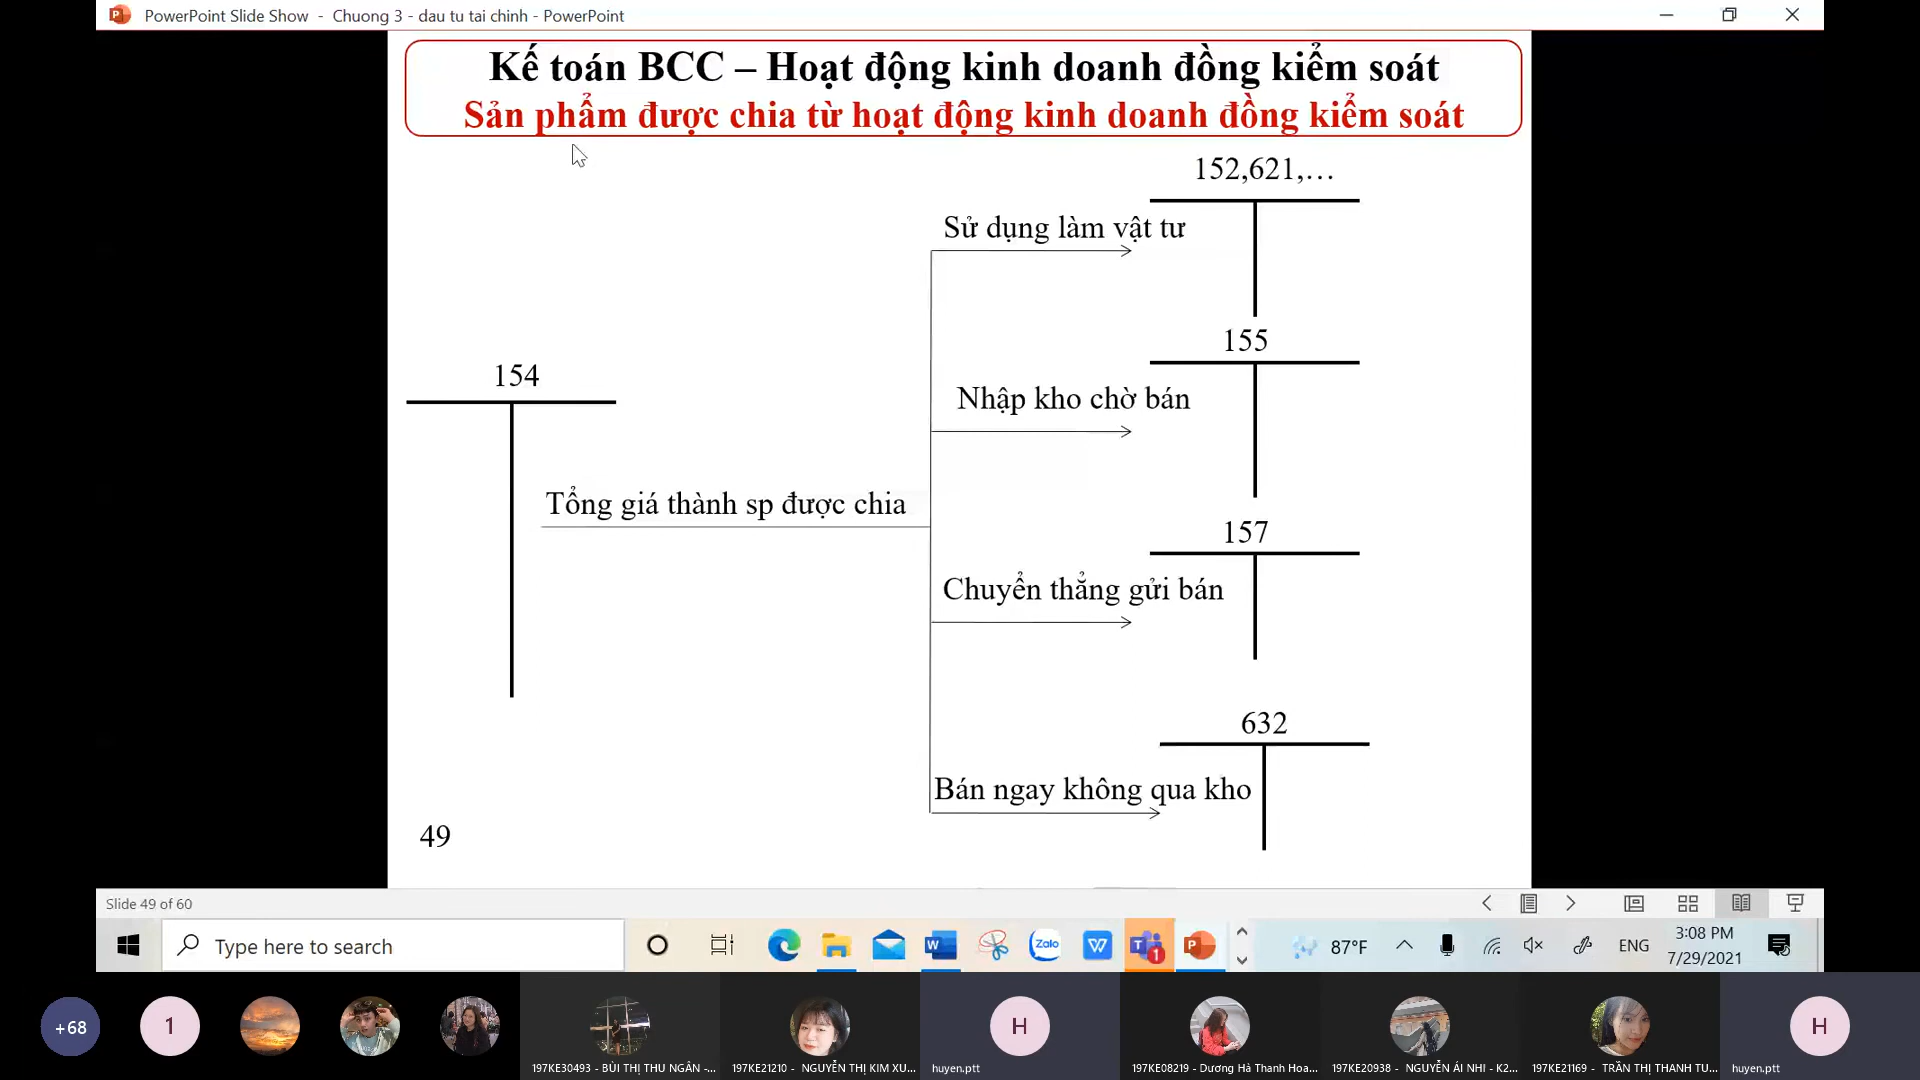 PowerPoint Slide Show - Chuong 3 - dau tu tai chinh - PowerPoint
Kế toán BCC – Hoạt động kinh doanh đồng kiểm soát
Sản phẩm được chia từ hoạt động kinh doanh đồng kiểm soát
152,621,…
Sử dụng làm vật tư
155
154
Nhập kho chờ bán
Tổng giá thành sp được chia
157
Chuyển thẳng gửi bán
632
Bán ngay không qua kho
49
Slide 49 of 60
Type here to search
Zalo
1
87°F
ENG
3:08 PM
7/29/2021
+68
1
H
H
197KE30493 - BÙI THỊ THU NGÂN -...
197KE21210 - NGUYỄN THỊ KIM XU...
huyen.ptt
197KE08219 - Dương Hà Thanh Hoa...
197KE20938 - NGUYỄN ÁI NHI - K2...
197KE21169 - TRẦN THỊ THANH TU...
huyen.ptt